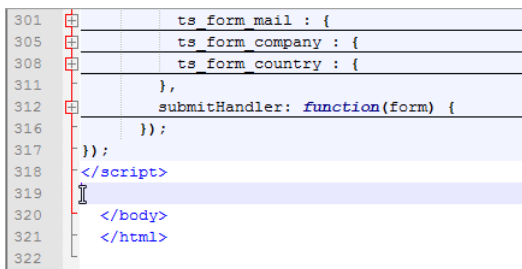 301 ts_form_mail : {
305 ts_form_company : {
308 ts_form_country : {
311 },
312 submitHandler: function(form) {
316 });
317 });
318 </script>
319
320 </body>
321 </html>
322